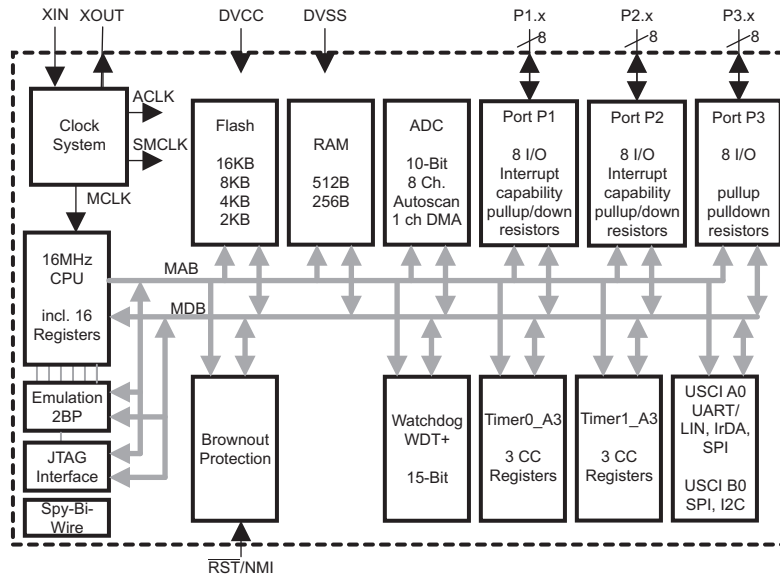 XIN XOUT DVCC DVSS P1.x P2.x P3.x
8 8 8
ACLK
SMCLK
MCLK
Clock
System
Flash
16KB
8KB
4KB
2KB
RAM
512B
256B
ADC
10-Bit
8 Ch.
Autoscan
1 ch DMA
Port P1
8 I/O
Interrupt
capability
pullup/down
resistors
Port P2
8 I/O
Interrupt
capability
pullup/down
resistors
Port P3
8 I/O
pullup
pulldown
resistors
16MHz
CPU
incl. 16
Registers
MAB
MDB
Emulation
2BP
JTAG
Interface
Spy-Bi-
Wire
Brownout
Protection
Watchdog
WDT+
15-Bit
Timer0_A3
3 CC
Registers
Timer1_A3
3 CC
Registers
USCI A0
UART/
LIN, IrDA,
SPI
USCI B0
SPI, I2C
RST/NMI